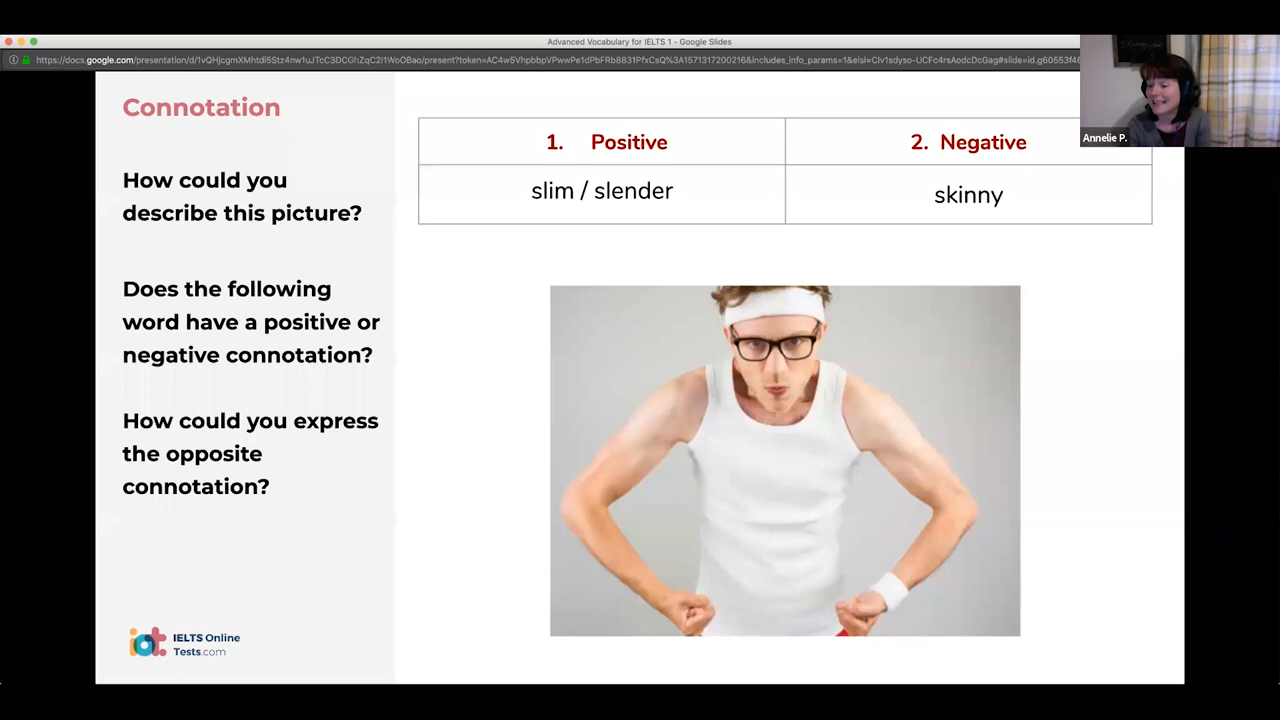 Advanced Vocabulary for IELTS 1 - Google Slides
Annelie P.
Connotation
How could you
describe this picture?
Does the following
word have a positive or
negative connotation?
How could you express
the opposite
connotation?
1. Positive
2. Negative
slim / slender
skinny
iot
IELTS Online
Tests.com